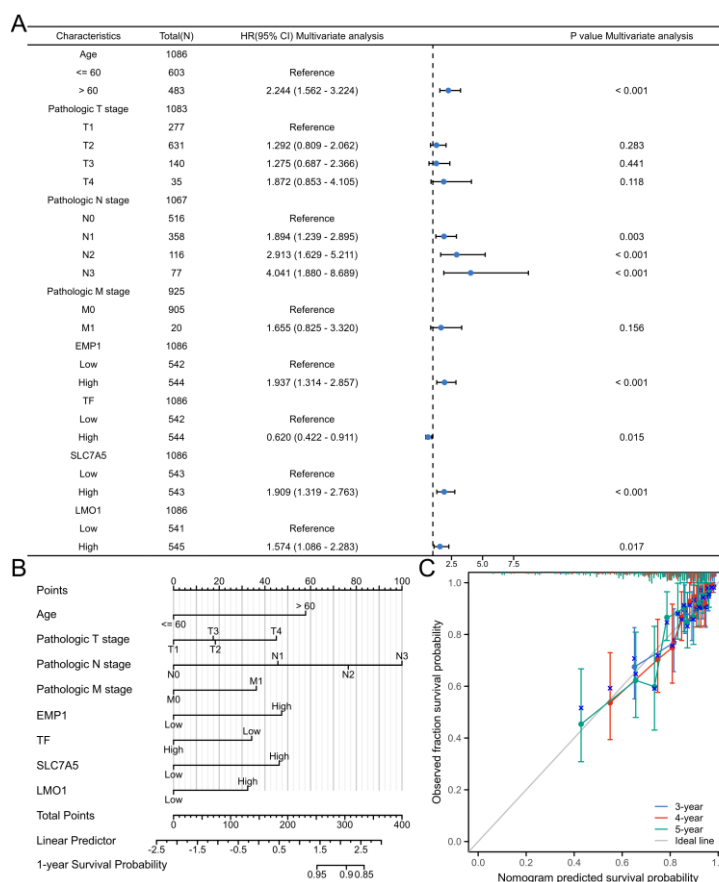 A
Characteristics Total(N) HR(95% CI) Multivariate analysis P value Multivariate analysis
Age 1086
<= 60 603 Reference
> 60 483 2.244 (1.562 - 3.224) < 0.001
Pathologic T stage 1083
T1 277 Reference
T2 631 1.292 (0.809 - 2.062) 0.283
T3 140 1.275 (0.687 - 2.366) 0.441
T4 35 1.872 (0.853 - 4.105) 0.118
Pathologic N stage 1067
N0 516 Reference
N1 358 1.894 (1.239 - 2.895) 0.003
N2 116 2.913 (1.629 - 5.211) < 0.001
N3 77 4.041 (1.880 - 8.689) < 0.001
Pathologic M stage 925
M0 905 Reference
M1 20 1.655 (0.825 - 3.320) 0.156
EMP1 1086
Low 542 Reference
High 544 1.937 (1.314 - 2.857) < 0.001
TF 1086
Low 542 Reference
High 544 0.620 (0.422 - 0.911) 0.015
SLC7A5 1086
Low 543 Reference
High 543 1.909 (1.319 - 2.763) < 0.001
LMO1 1086
Low 541 Reference
High 545 1.574 (1.086 - 2.283) 0.017
2.5 5.0 7.5
B
Points 0 20 40 60 80 100
Age <= 60 > 60
Pathologic T stage T1 T3 T2 T4
Pathologic N stage N0 N1 N2 N3
Pathologic M stage M0 M1
EMP1 Low High
TF High Low
SLC7A5 Low High
LMO1 Low High
Total Points 0 100 200 300 400
Linear Predictor -2.5 -1.5 -0.5 0.5 1.5 2.5
1-year Survival Probability 0.95 0.9 0.85
C
Observed fraction survival probability
1.0
0.8
0.6
0.4
0.2
0.0
0.0 0.2 0.4 0.6 0.8 1.0
Nomogram predicted survival probability
3-year
4-year
5-year
Ideal line